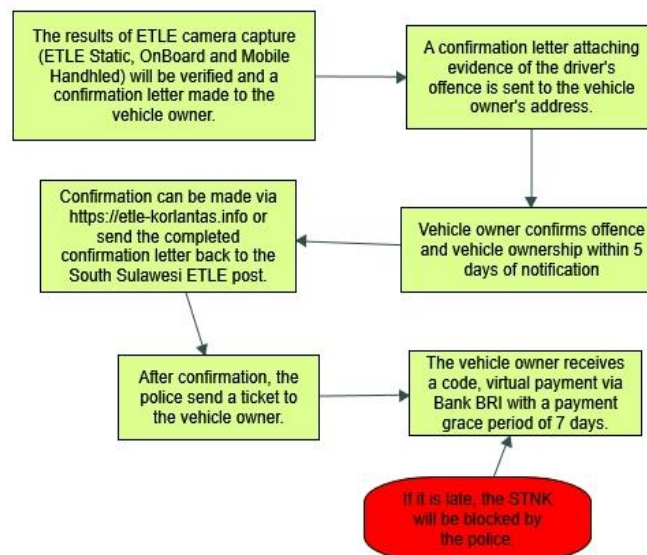 The results of ETLE camera capture
(ETLE Static, OnBoard and Mobile
Handhled) will be verified and a
confirmation letter made to the
vehicle owner.
A confirmation letter attaching
evidence of the driver's
offence is sent to the vehicle
owner's address.
Vehicle owner confirms offence
and vehicle ownership within 5
days of notification
Confirmation can be made via
https://etle-korlantas.info or
send the completed
confirmation letter back to the
South Sulawesi ETLE post.
After confirmation, the
police send a ticket to
the vehicle owner.
The vehicle owner receives
a code, virtual payment via
Bank BRI with a payment
grace period of 7 days.
If it is late, the STNK
will be blocked by
the police.